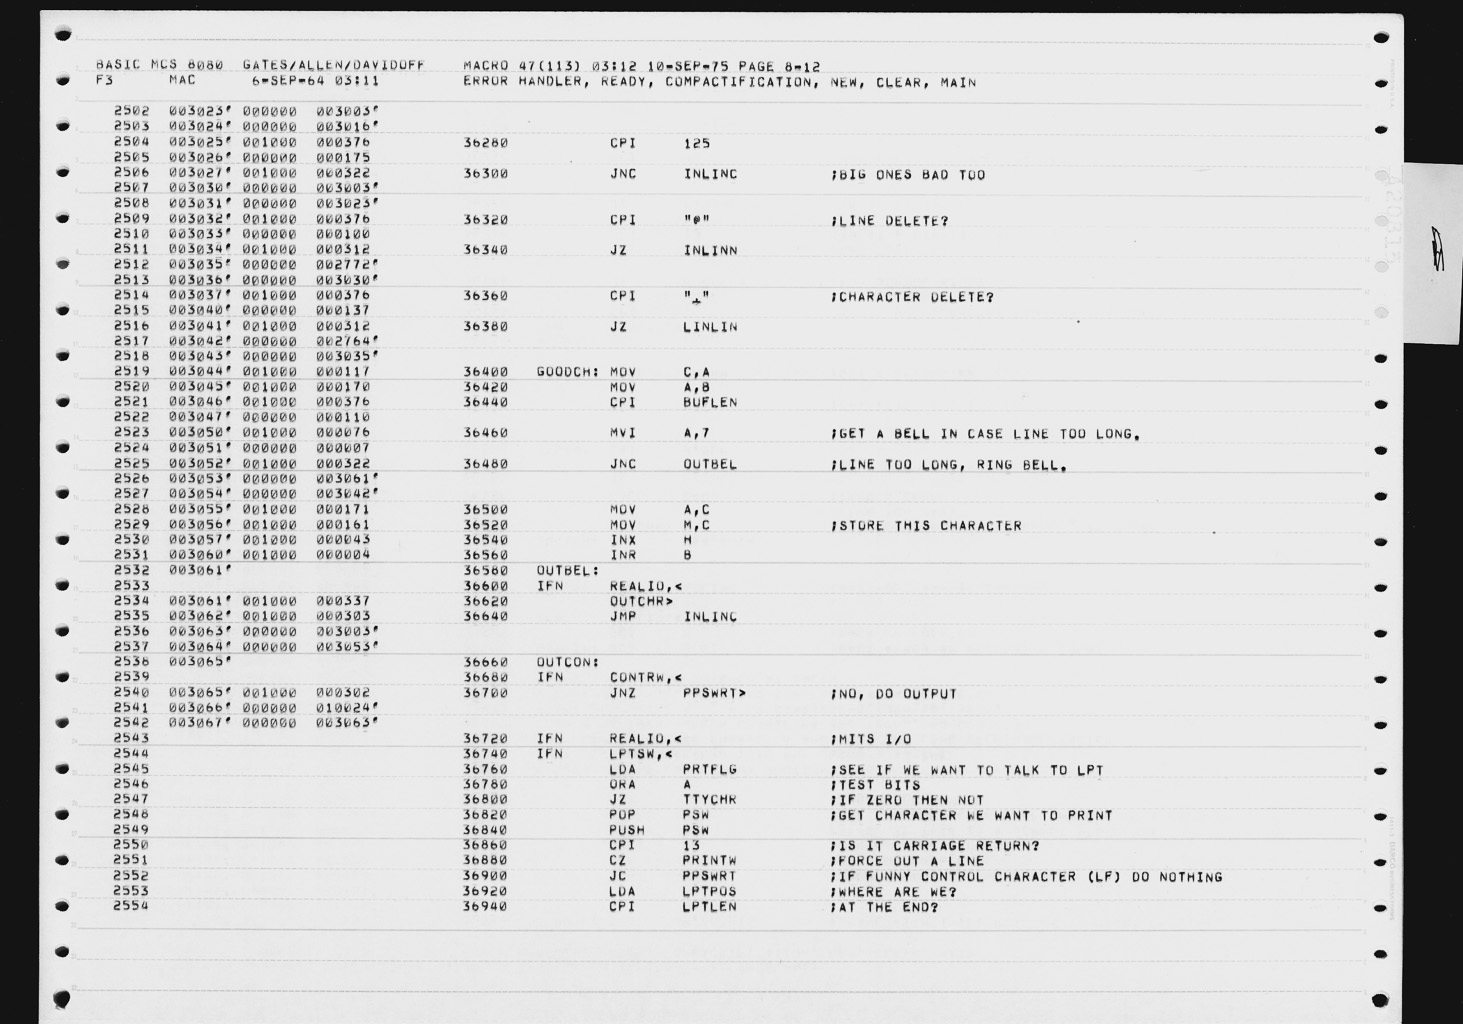 BASIC MCS 8080 GATES/ALLEN/DAVIDOFF MACRO 47(113) 03:12 10-SEP-75 PAGE 8-12
F3 MAC 6-SEP-64 03:11 ERROR HANDLER, READY, COMPACTIFICATION, NEW, CLEAR, MAIN
2502 003023' 000000 003003'
2503 003024' 000000 003016'
2504 003025' 001000 000376 36280 CPI 125
2505 003026' 000000 000175
2506 003027' 001000 000322 36300 JNC INLINC ;BIG ONES BAD TOO
2507 003030' 000000 003003'
2508 003031' 000000 003023'
2509 003032' 001000 000376 36320 CPI "@" ;LINE DELETE?
2510 003033' 000000 000100
2511 003034' 001000 000312 36340 JZ INLINN
2512 003035' 000000 002772'
2513 003036' 000000 003030'
2514 003037' 001000 000376 36360 CPI "_" ;CHARACTER DELETE?
2515 003040' 000000 000137
2516 003041' 001000 000312 36380 JZ LINLIN
2517 003042' 000000 002764'
2518 003043' 000000 003035'
2519 003044' 001000 000117 36400 GOODCH: MOV C,A
2520 003045' 001000 000170 36420 MOV A,B
2521 003046' 001000 000376 36440 CPI BUFLEN
2522 003047' 000000 000110
2523 003050' 001000 000076 36460 MVI A,7 ;GET A BELL IN CASE LINE TOO LONG.
2524 003051' 000000 000007
2525 003052' 001000 000322 36480 JNC OUTBEL ;LINE TOO LONG, RING BELL.
2526 003053' 000000 003061'
2527 003054' 000000 003042'
2528 003055' 001000 000171 36500 MOV A,C
2529 003056' 001000 000161 36520 MOV M,C ;STORE THIS CHARACTER
2530 003057' 001000 000043 36540 INX H
2531 003060' 001000 000004 36560 INR B
2532 003061' 36580 OUTBEL:
2533 36600 IFN REALIO,<
2534 003061' 001000 000337 36620 OUTCHR>
2535 003062' 001000 000303 36640 JMP INLINC
2536 003063' 000000 003003'
2537 003064' 000000 003053'
2538 003065' 36660 OUTCON:
2539 36680 IFN CONTRW,<
2540 003065' 001000 000302 36700 JNZ PPSWRT> ;NO, DO OUTPUT
2541 003066' 000000 010024'
2542 003067' 000000 003063'
2543 36720 IFN REALIO,< ;MITS I/O
2544 36740 IFN LPTSW,<
2545 36760 LDA PRTFLG ;SEE IF WE WANT TO TALK TO LPT
2546 36780 ORA A ;TEST BITS
2547 36800 JZ TTYCHR ;IF ZERO THEN NOT
2548 36820 POP PSW ;GET CHARACTER WE WANT TO PRINT
2549 36840 PUSH PSW
2550 36860 CPI 13 ;IS IT CARRIAGE RETURN?
2551 36880 CZ PRINTW ;FORCE OUT A LINE
2552 36900 JC PPSWRT ;IF FUNNY CONTROL CHARACTER (LF) DO NOTHING
2553 36920 LDA LPTPOS ;WHERE ARE WE?
2554 36940 CPI LPTLEN ;AT THE END?